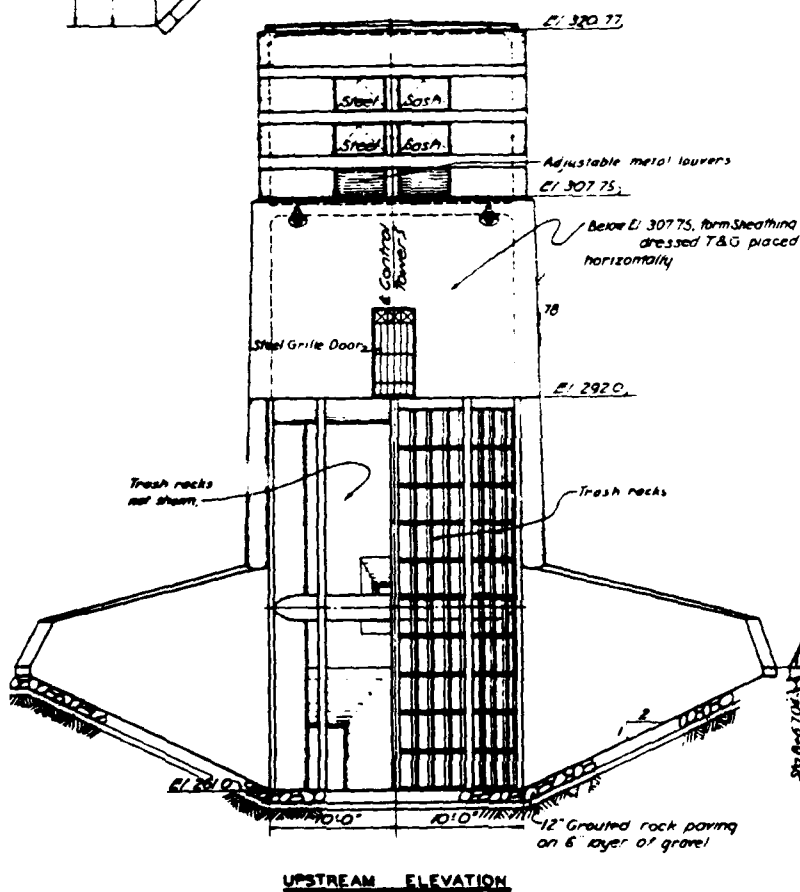 El 320.77
Steel Sash
Steel Sash
Adjustable metal louvers
El 307.75
Below El 307.75, form sheathing
dressed T&G placed
horizontally
℄ Control
Towers
78
Steel Grille Door
El 292.0
Trash racks
not shown
Trash racks
2
1
El 261.0
10'-0" 10'-0"
12" Grouted rock paving
on 6" layer of gravel
UPSTREAM ELEVATION